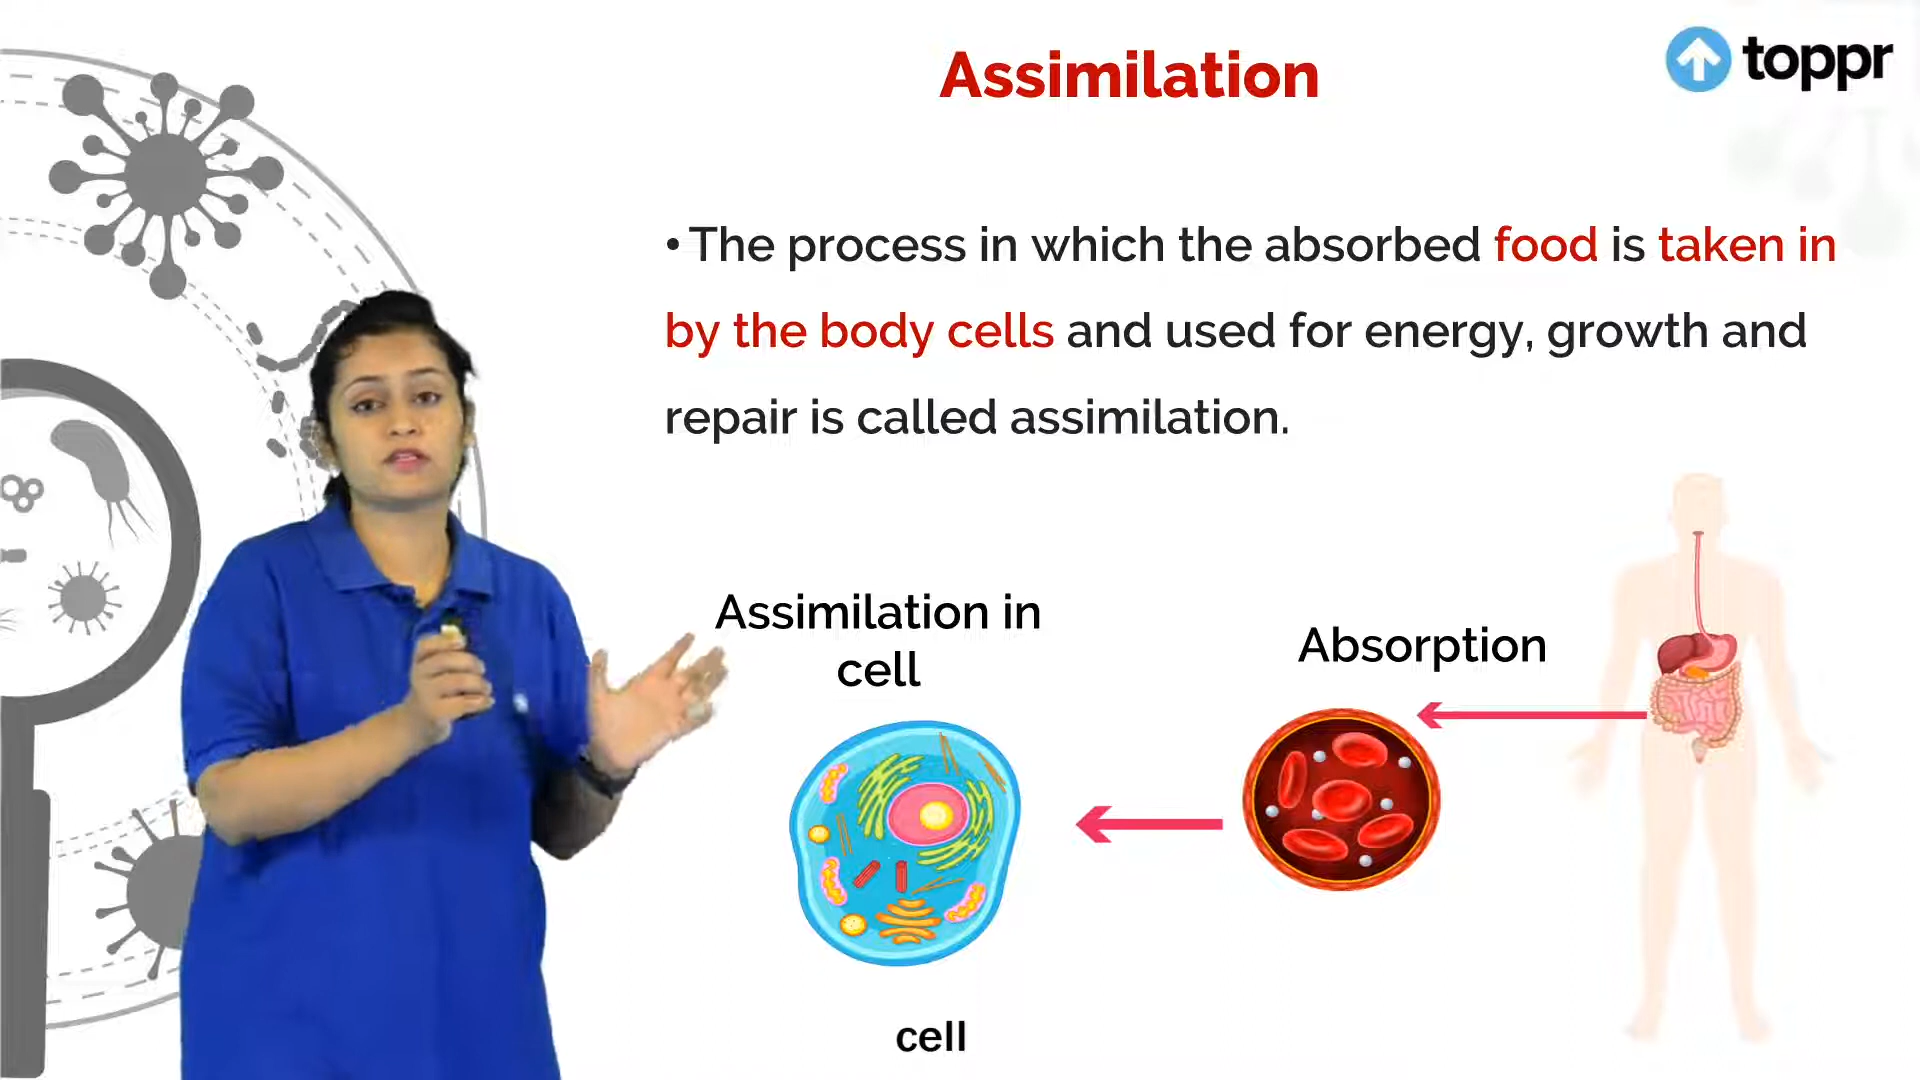 Assimilation
toppr
• The process in which the absorbed food is taken in
by the body cells and used for energy, growth and
repair is called assimilation.
Assimilation in
cell
Absorption
cell